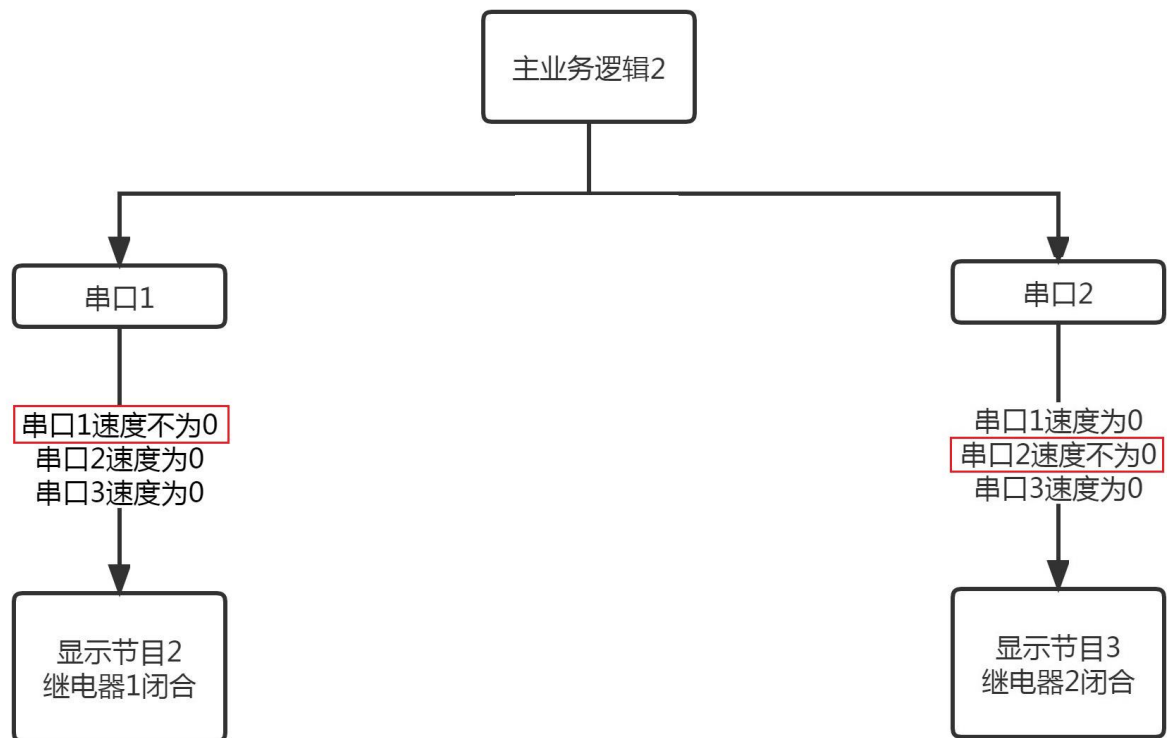 主业务逻辑2
串口1
串口2
串口1速度不为0
串口2速度为0
串口3速度为0
串口1速度为0
串口2速度不为0
串口3速度为0
显示节目2
继电器1闭合
显示节目3
继电器2闭合